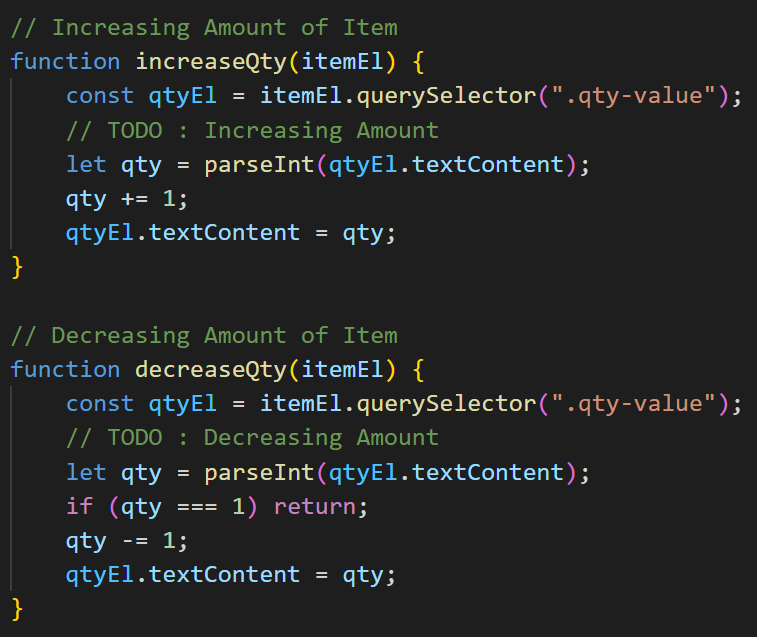 // Increasing Amount of Item
function increaseQty(itemEl) {
    const qtyEl = itemEl.querySelector(".qty-value");
    // TODO : Increasing Amount
    let qty = parseInt(qtyEl.textContent);
    qty += 1;
    qtyEl.textContent = qty;
}

// Decreasing Amount of Item
function decreaseQty(itemEl) {
    const qtyEl = itemEl.querySelector(".qty-value");
    // TODO : Decreasing Amount
    let qty = parseInt(qtyEl.textContent);
    if (qty === 1) return;
    qty -= 1;
    qtyEl.textContent = qty;
}